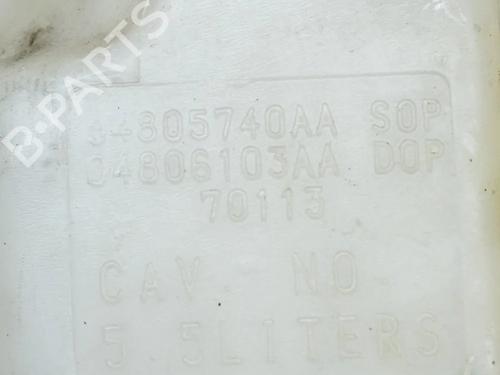 B-PARTS
04805740AA SOP
04806103AA DOP
70113
CAV. NO
5.5LITERS